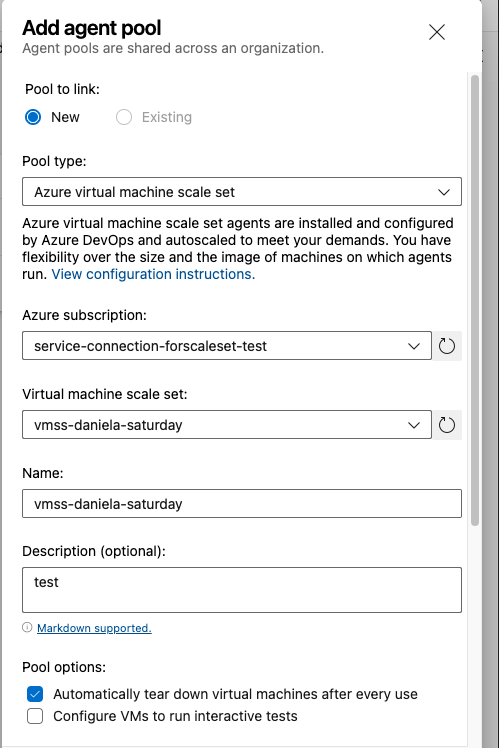 Add agent pool
Agent pools are shared across an organization.
Pool to link:
New
Existing
Pool type:
Azure virtual machine scale set
Azure virtual machine scale set agents are installed and configured
by Azure DevOps and autoscaled to meet your demands. You have
flexibility over the size and the image of machines on which agents
run. View configuration instructions.
Azure subscription:
service-connection-forscaleset-test
Virtual machine scale set:
vmss-daniela-saturday
Name:
vmss-daniela-saturday
Description (optional):
test
Markdown supported.
Pool options:
Automatically tear down virtual machines after every use
Configure VMs to run interactive tests